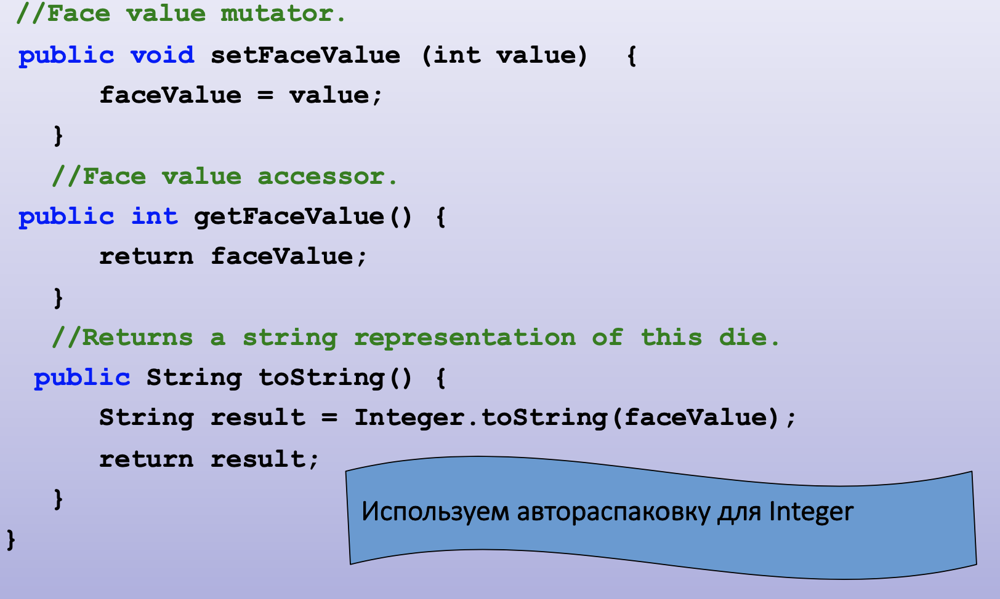 //Face value mutator.
public void setFaceValue (int value)  {
faceValue = value;
}
//Face value accessor.
public int getFaceValue() {
return faceValue;
}
//Returns a string representation of this die.
public String toString() {
String result = Integer.toString(faceValue);
return result;
}
Используем автораспаковку для Integer
}